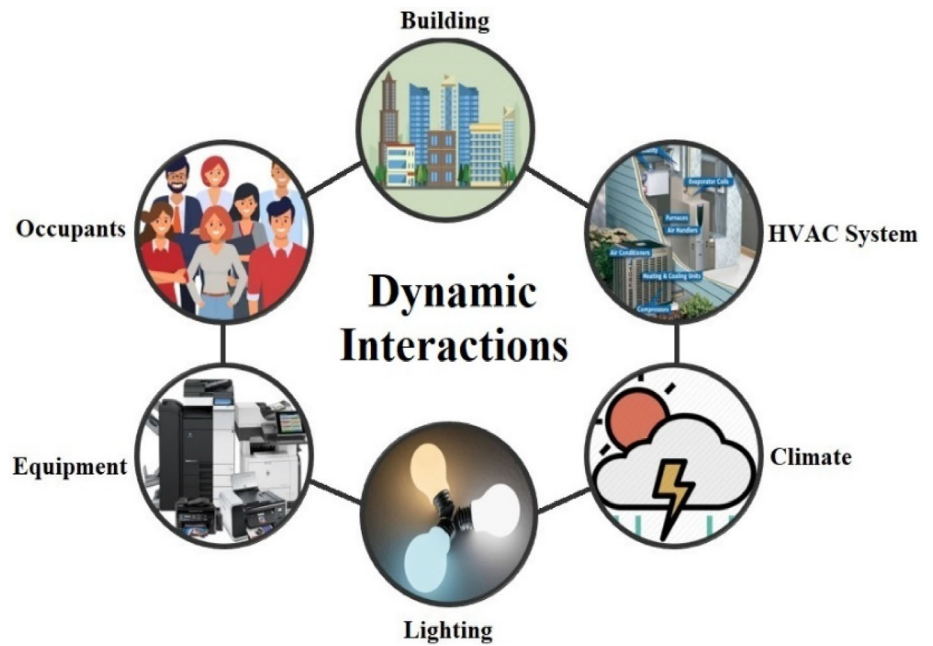 Building
Occupants
HVAC System
Evaporator Coils
Furnaces
Air Handlers
Air Conditioners
Heating & Cooling Units
Compressors
Dynamic
Interactions
Equipment
Climate
Lighting